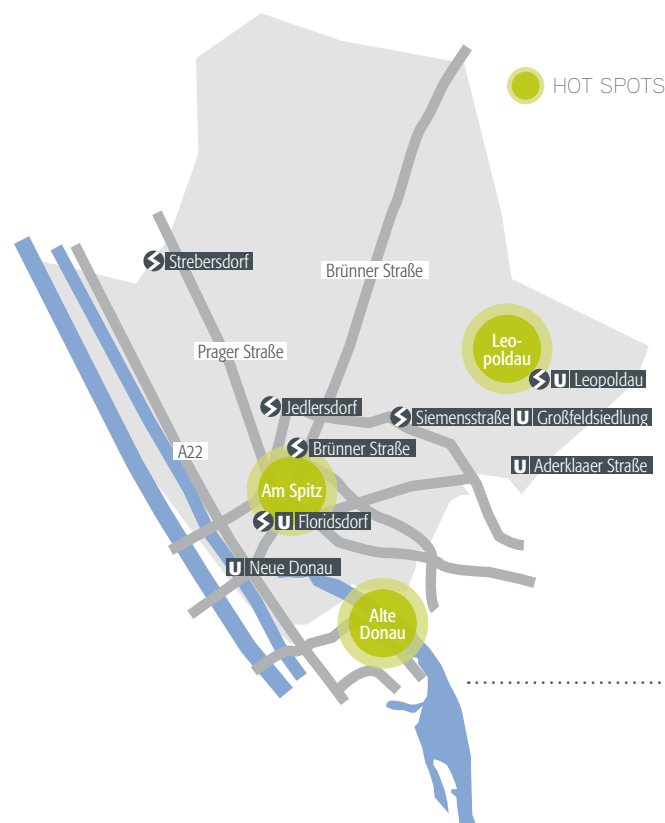 HOT SPOTS
Strebersdorf
Brünner Straße
Prager Straße
Leo-
poldau
U Leopoldau
Jedlersdorf
Siemensstraße
U Großfeldsiedlung
A22
Brünner Straße
U Aderklaaer Straße
Am Spitz
U Floridsdorf
U Neue Donau
Alte
Donau